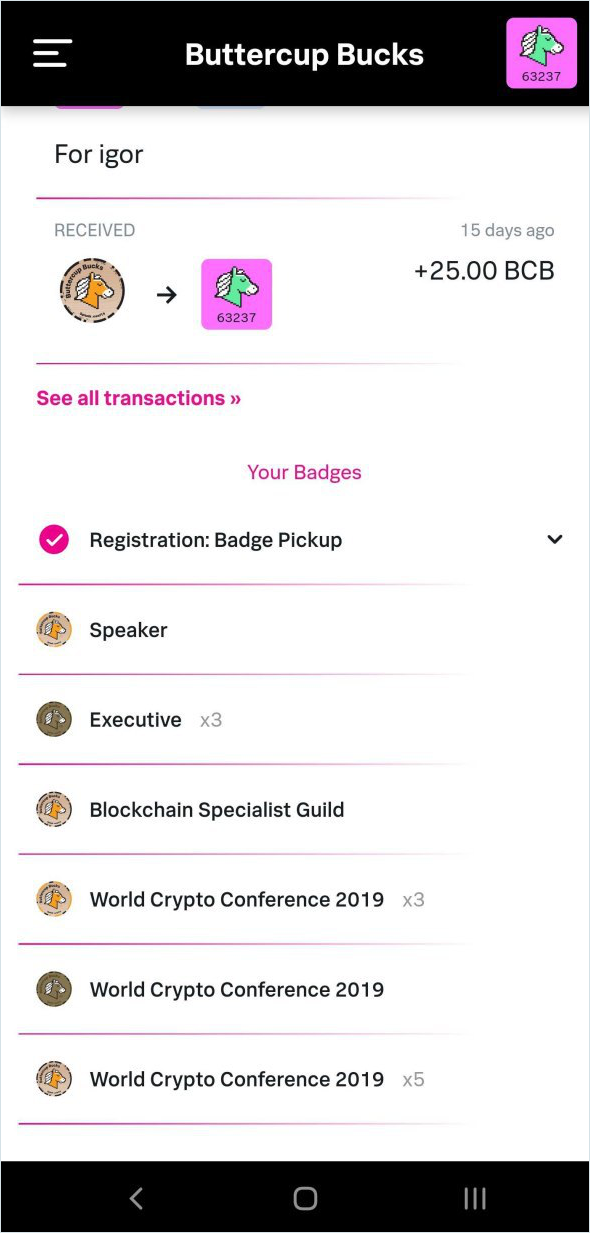 Buttercup Bucks
63237
For igor
RECEIVED
15 days ago
Buttercup Bucks
63237
+25.00 BCB
See all transactions »
Your Badges
Registration: Badge Pickup
Speaker
Executive x3
Blockchain Specialist Guild
World Crypto Conference 2019 x3
World Crypto Conference 2019
World Crypto Conference 2019 x5